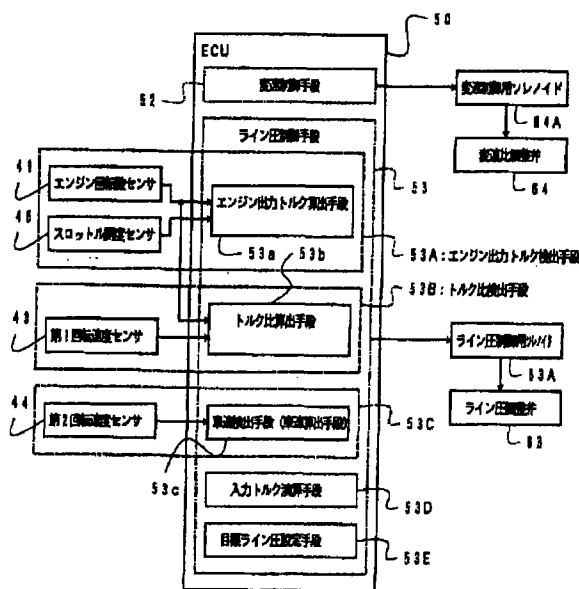 50
ECU
52
変速制御手段
変速制御用ソレノイド
64A
変速比調整弁
64
ライン圧制御手段
53
41
エンジン回転数センサ
46
スロットル開度センサ
エンジン出力トルク算出手段
53a
53b
53A：エンジン出力トルク検出手段
53B：トルク比検出手段
43
第1回転速度センサ
トルク比算出手段
ライン圧制御用ソレノイド
63A
ライン圧調整弁
63
44
第2回転速度センサ
車速検出手段（車速算出手段）
53C
53c
入力トルク演算手段
53D
目標ライン圧設定手段
53E